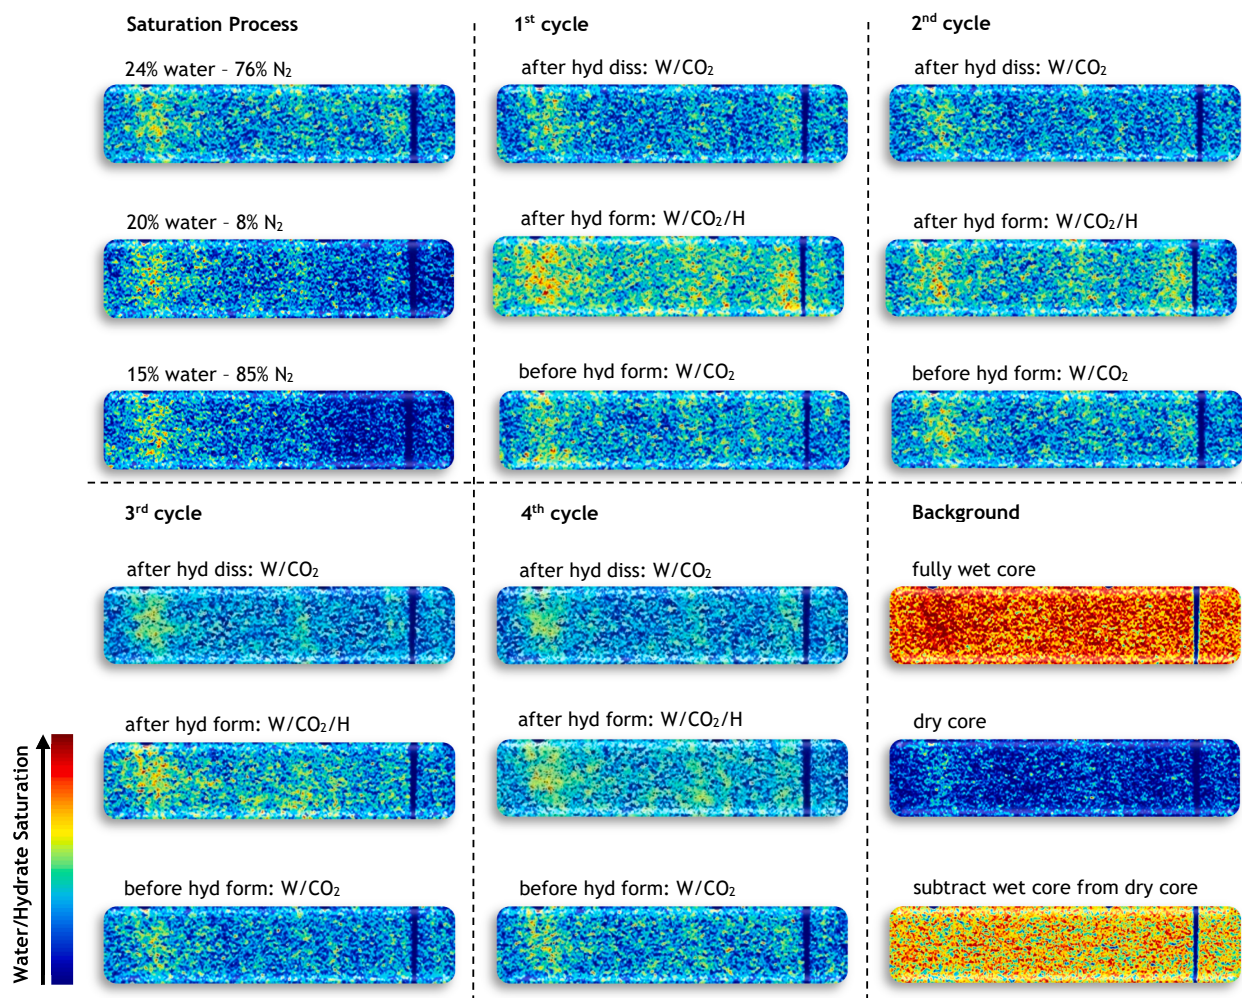 Saturation Process
24% water – 76% N₂
20% water – 8% N₂
15% water – 85% N₂
1ˢᵗ cycle
after hyd diss: W/CO₂
after hyd form: W/CO₂/H
before hyd form: W/CO₂
2ⁿᵈ cycle
after hyd diss: W/CO₂
after hyd form: W/CO₂/H
before hyd form: W/CO₂
3ʳᵈ cycle
after hyd diss: W/CO₂
after hyd form: W/CO₂/H
before hyd form: W/CO₂
4ᵗʰ cycle
after hyd diss: W/CO₂
after hyd form: W/CO₂/H
before hyd form: W/CO₂
Background
fully wet core
dry core
subtract wet core from dry core
Water/Hydrate Saturation